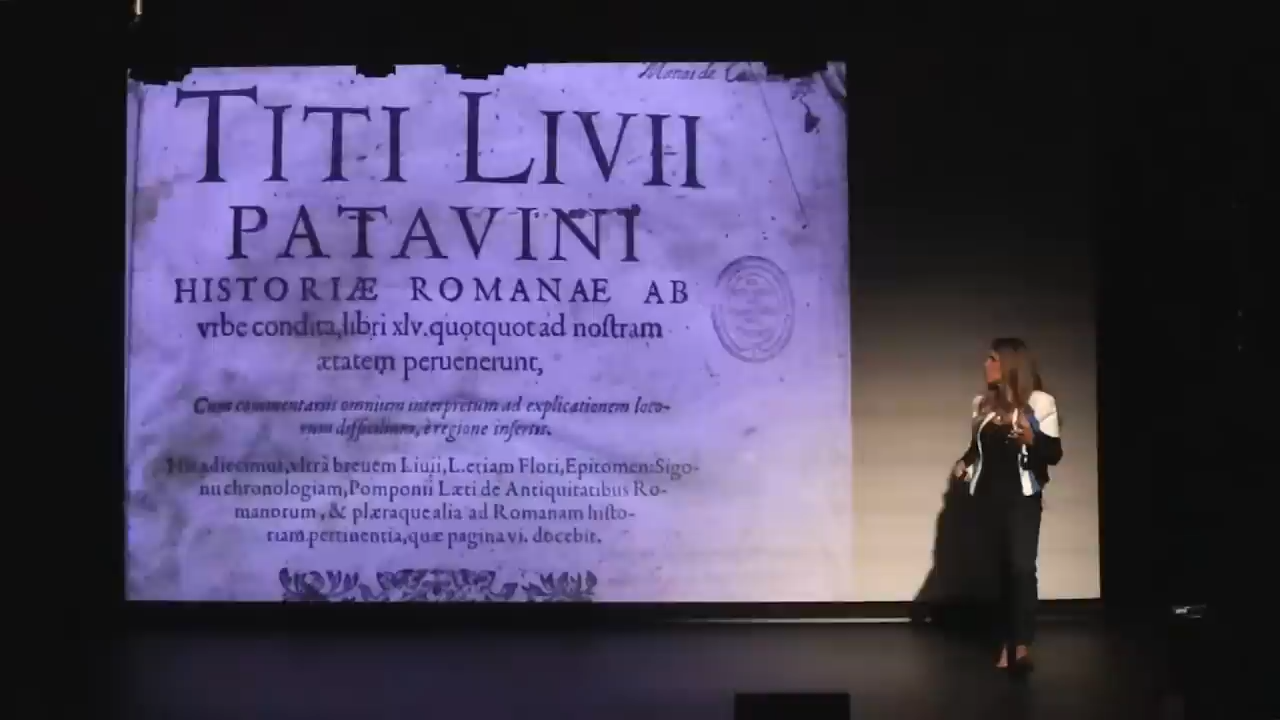 TITI LIVII
PATAVINI
HISTORIÆ ROMANAE AB
vrbe condita, libri xlv. quotquot ad noſtram
ætatem peruenerunt,
Cum commentariis omnium interpretum ad explicationem loco-
rum difficilium, è regione inſertis.
adiecimus, vltrà breuem Liuij, L. etiam Flori, Epitomen: Sigo-
nii chronologiam, Pomponii Læti de Antiquitatibus Ro-
manorum, & plæraque alia ad Romanam hiſto-
riam pertinentia, quæ pagina vi. docebit.